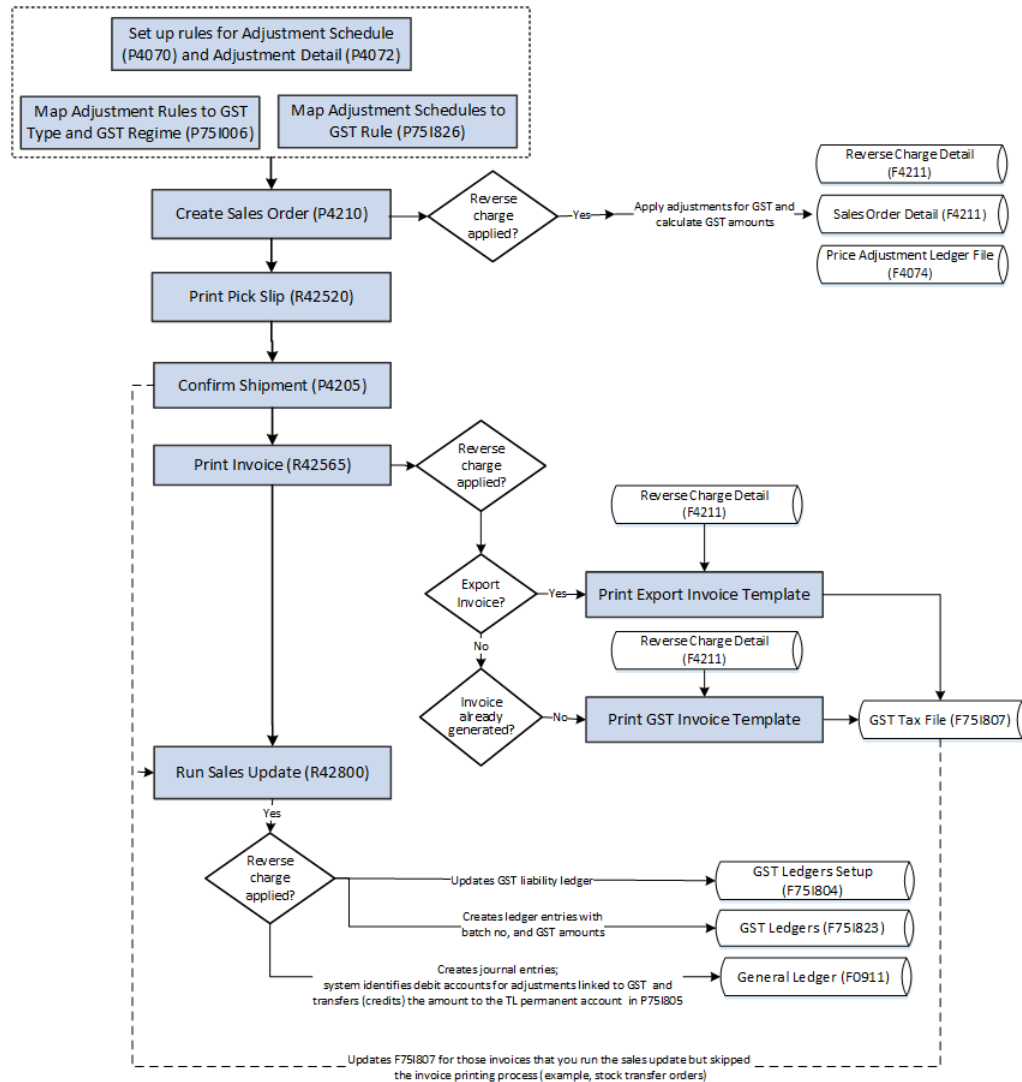 Set up rules for Adjustment Schedule
(P4070) and Adjustment Detail (P4072)
Map Adjustment Rules to GST
Type and GST Regime (P75I006)
Map Adjustment Schedules to
GST Rule (P75I826)
Create Sales Order (P4210)
Reverse
charge
applied?
Yes
Apply adjustments for GST and
calculate GST amounts
Reverse Charge Detail
(F4211)
Sales Order Detail (F4211)
Price Adjustment Ledger File
(F4074)
Print Pick Slip (R42520)
Confirm Shipment (P4205)
Print Invoice (R42565)
Reverse
charge
applied?
Reverse Charge Detail
(F4211)
Export
Invoice?
Yes
Print Export Invoice Template
No
Reverse Charge Detail
(F4211)
Invoice
already
generated?
No
Print GST Invoice Template
GST Tax File (F75I807)
Run Sales Update (R42800)
Yes
Reverse
charge
applied?
Updates GST liability ledger
GST Ledgers Setup
(F75I804)
Creates ledger entries with
batch no, and GST amounts
GST Ledgers (F75I823)
Creates journal entries;
system identifies debit accounts for adjustments linked to GST and
transfers (credits) the amount to the TL permanent account in P75I805
General Ledger (F0911)
Updates F75I807 for those invoices that you run the sales update but skipped
the invoice printing process (example, stock transfer orders)